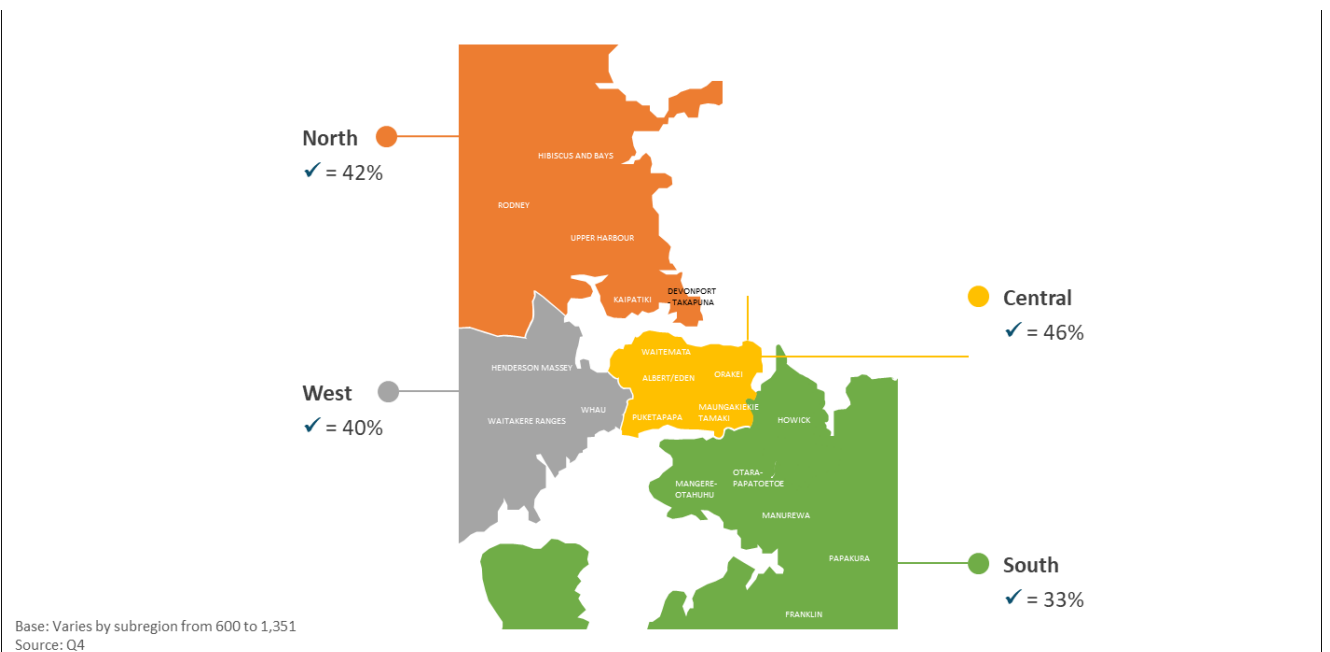 North
✓ = 42%
HIBISCUS AND BAYS
RODNEY
UPPER HARBOUR
KAIPATIKI
DEVONPORT
- TAKAPUNA
Central
✓ = 46%
WAITEMATA
HENDERSON MASSEY
ALBERT/EDEN
ORAKEI
West
✓ = 40%
WHAU
WAITAKERE RANGES
PUKETAPAPA
MAUNGAKIEKIE
TAMAKI
HOWICK
OTARA-
PAPATOETOE
MANGERE-
OTAHUHU
MANUREWA
PAPAKURA
South
✓ = 33%
FRANKLIN
Base: Varies by subregion from 600 to 1,351
Source: Q4